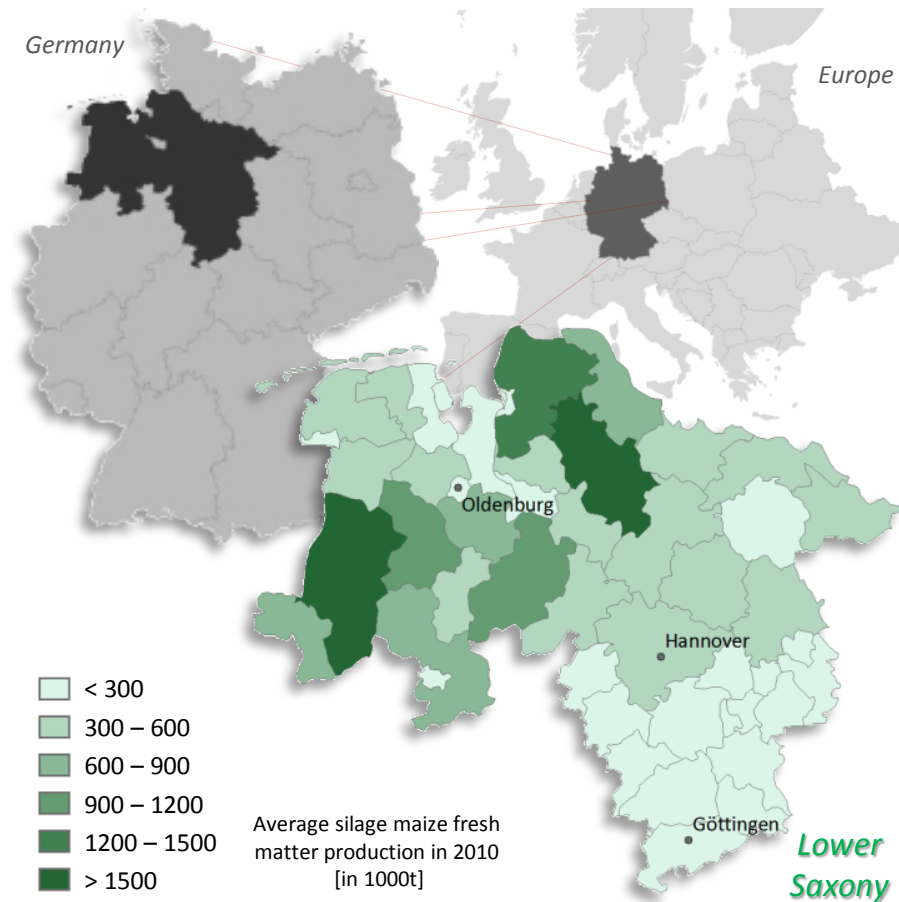 Germany
Europe
Oldenburg
Hannover
< 300
300 – 600
600 – 900
900 – 1200
1200 – 1500
> 1500
Average silage maize fresh
matter production in 2010
[in 1000t]
Göttingen
Lower
Saxony